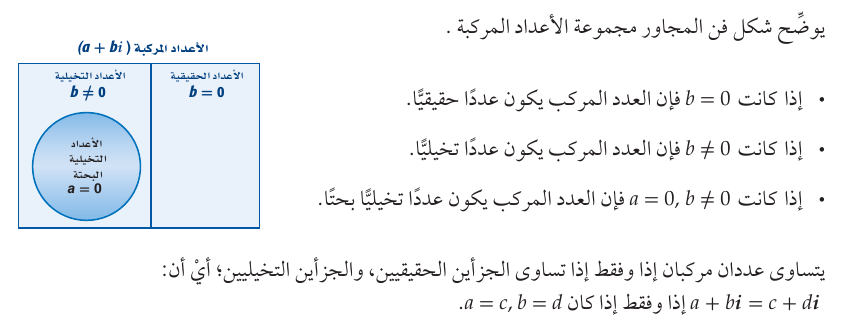 يوضِّح شكل فن المجاور مجموعة الأعداد المركبة .
• إذا كانت b = 0 فإن العدد المركب يكون عددًا حقيقيًّا.
• إذا كانت b ≠ 0 فإن العدد المركب يكون عددًا تخيليًّا.
• إذا كانت a = 0, b ≠ 0 فإن العدد المركب يكون عددًا تخيليًّا بحتًا.
الأعداد المركبة (a + bi)
الأعداد الحقيقية
b = 0
الأعداد التخيلية
b ≠ 0
الأعداد
التخيلية
البحتة
a = 0
يتساوى عددان مركبان إذا وفقط إذا تساوى الجزأين الحقيقيين، والجزأين التخيليين؛ أيْ أن:
a + bi = c + di إذا وفقط إذا كان a = c, b = d.